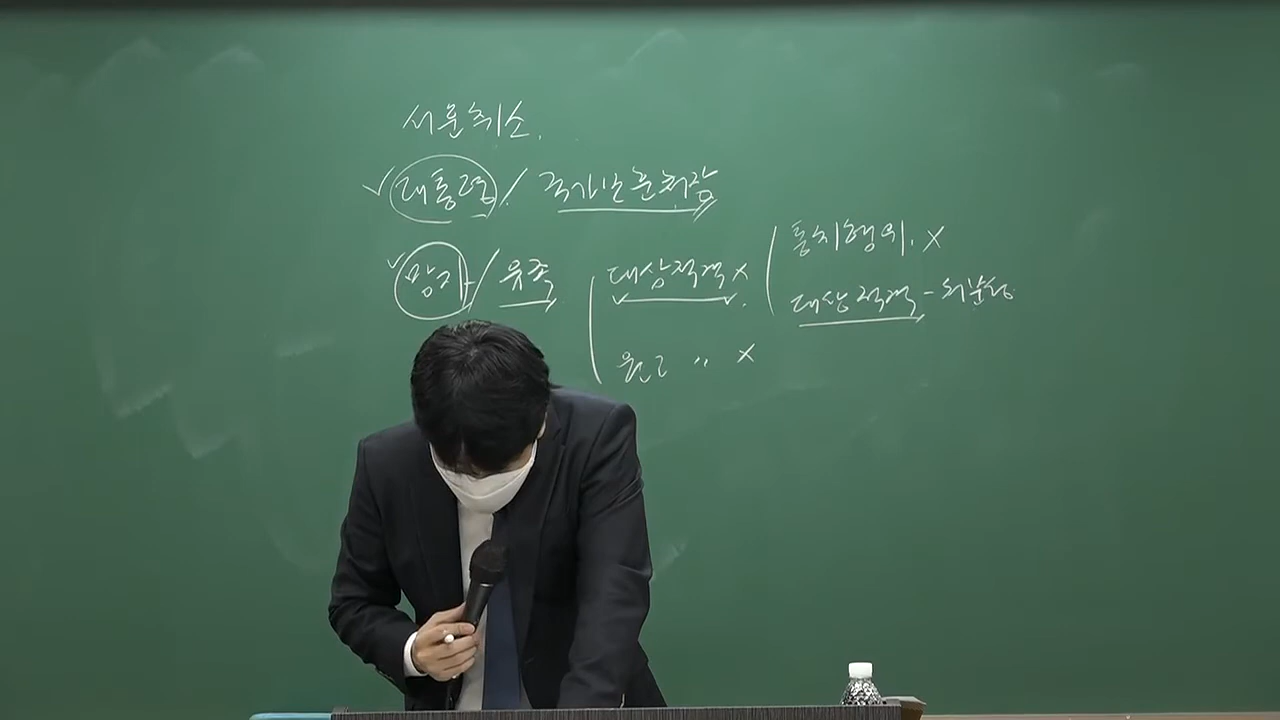 서훈취소.
대통령 / 국가보훈처장
망자 / 유족
대상적격 X
원고 〃 X
통치행위. X
대상적격 - 처분성